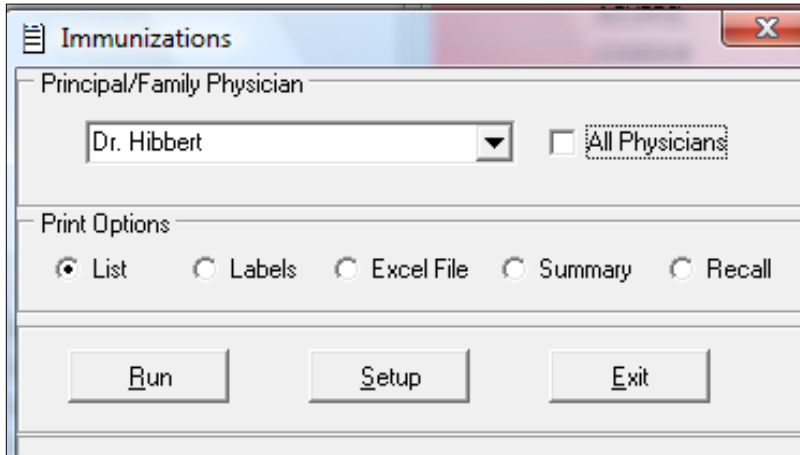 Immunizations
Principal/Family Physician
Dr. Hibbert All Physicians
Print Options
List Labels Excel File Summary Recall
Run Setup Exit